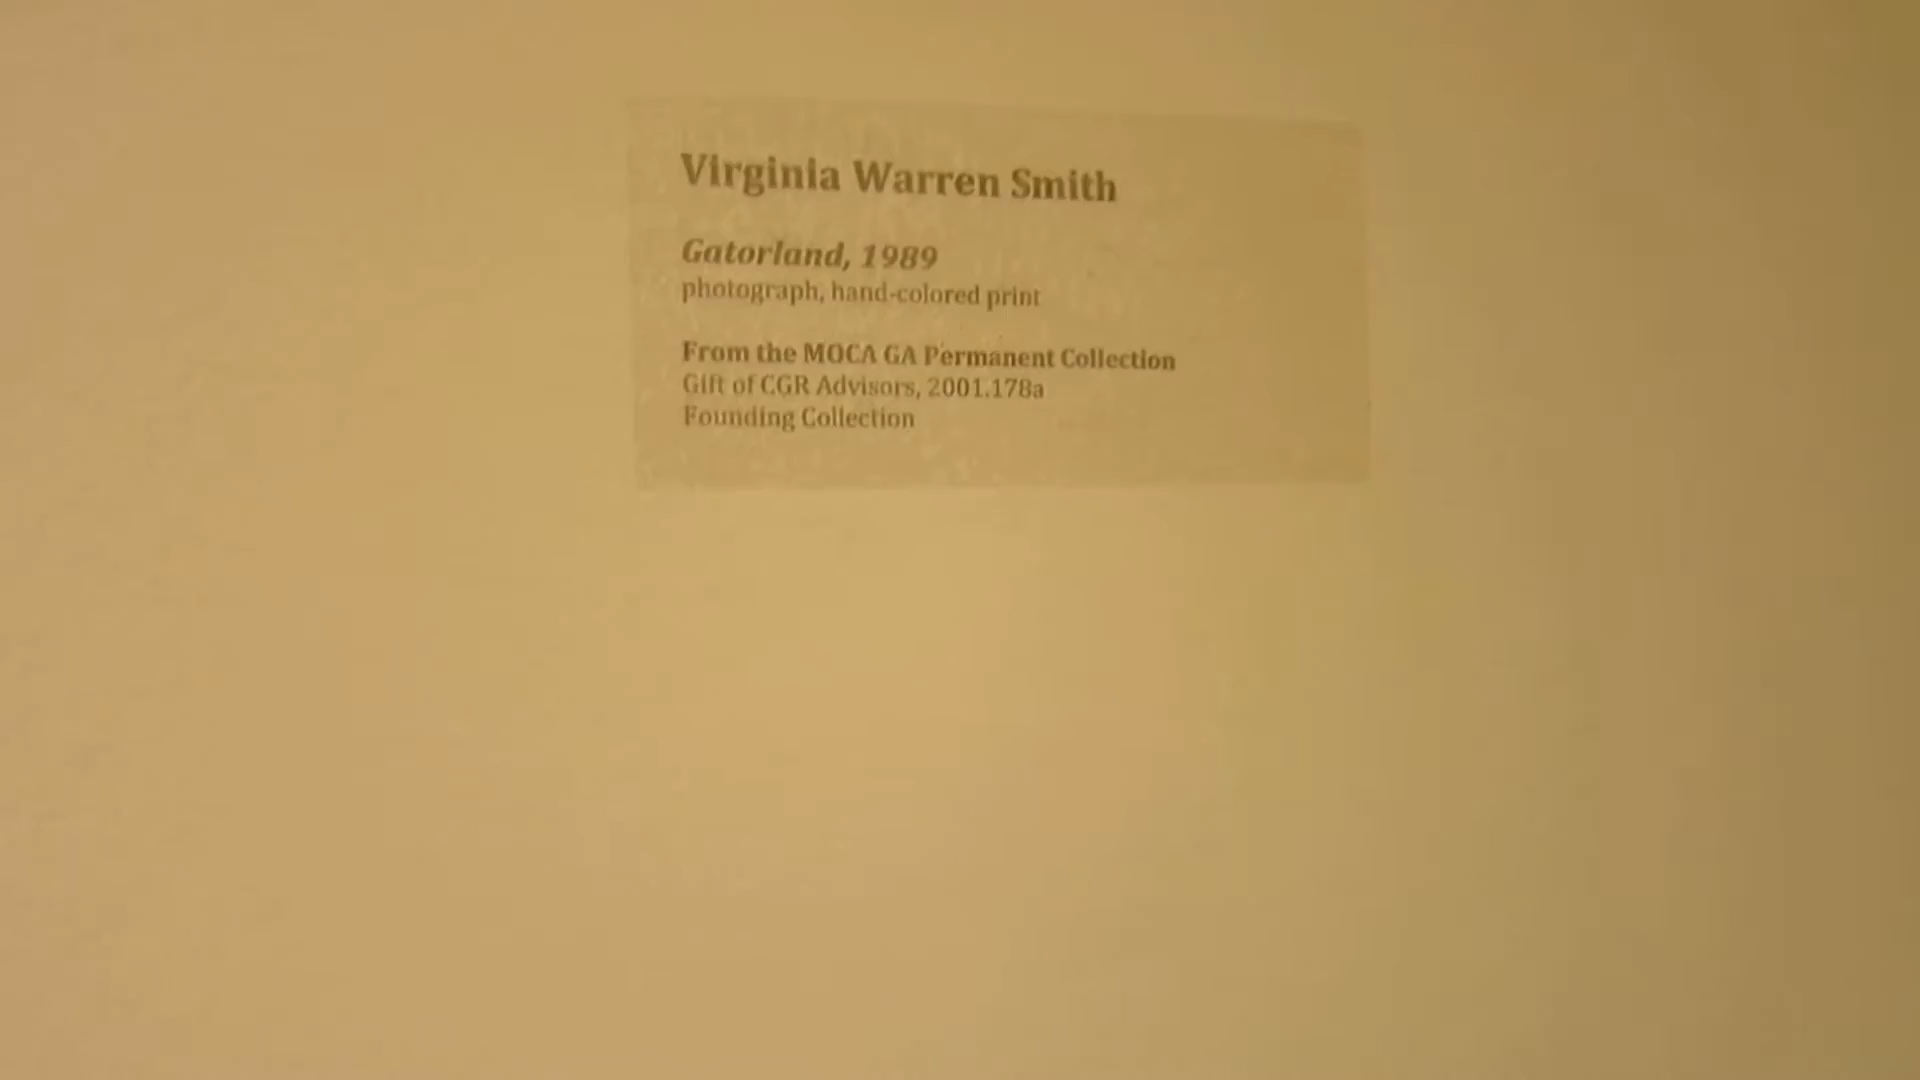 Virginia Warren Smith
Gatorland, 1989
photograph, hand-colored print
From the MOCA GA Permanent Collection
Gift of CGR Advisors, 2001.178a
Founding Collection